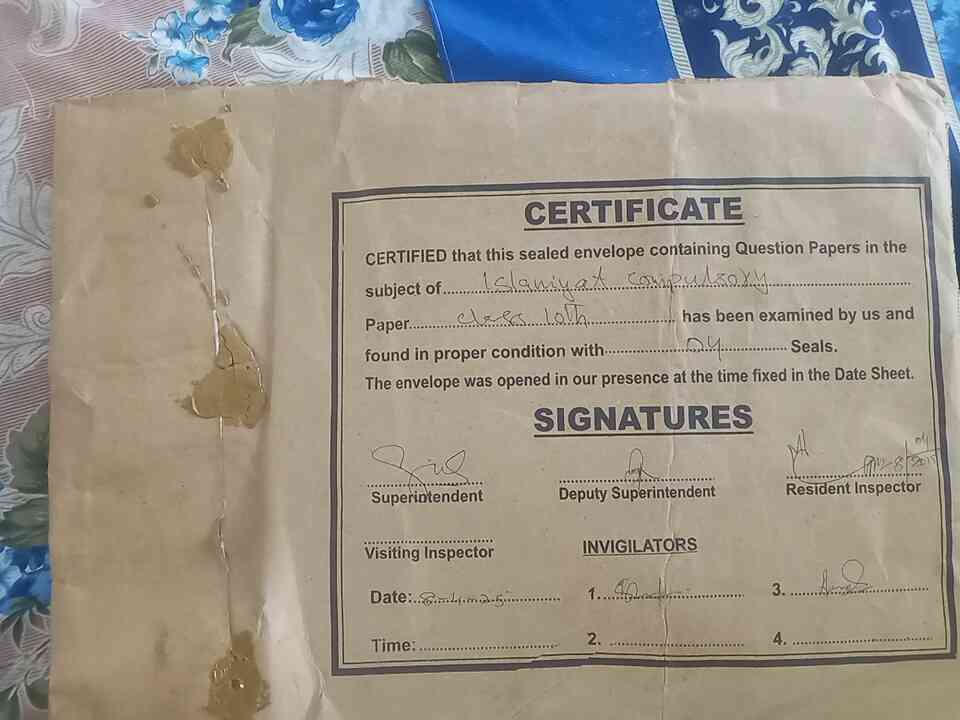 CERTIFICATE
CERTIFIED that this sealed envelope containing Question Papers in the
subject of Islamiyat compulsory
Paper class 10th has been examined by us and
found in proper condition with 04 Seals.
The envelope was opened in our presence at the time fixed in the Date Sheet.
SIGNATURES
Superintendent Deputy Superintendent Resident Inspector
Visiting Inspector INVIGILATORS
Date: 1. 3.
Time: 2. 4.